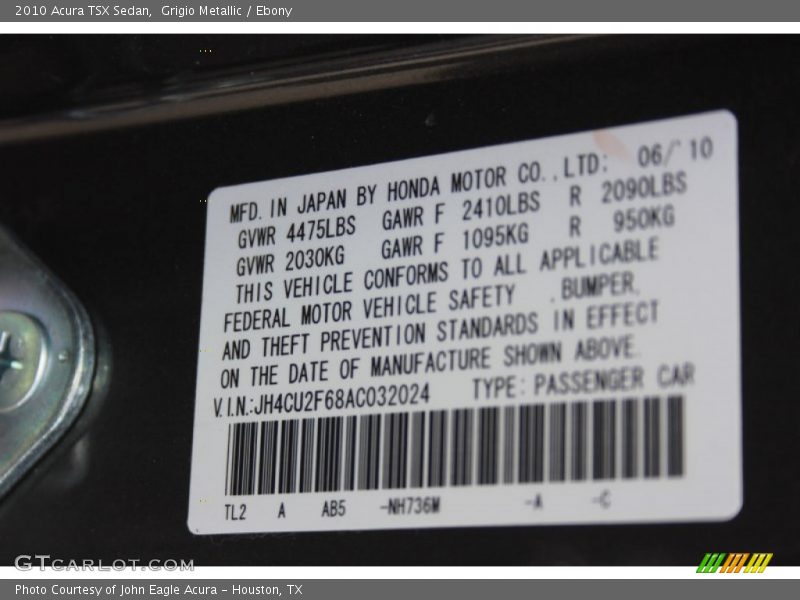 2010 Acura TSX Sedan,  Grigio Metallic / Ebony
MFD. IN JAPAN BY HONDA MOTOR CO., LTD: 06/'10
GVWR 4475LBS GAWR F 2410LBS R 2090LBS
GVWR 2030KG GAWR F 1095KG R 950KG
THIS VEHICLE CONFORMS TO ALL APPLICABLE
FEDERAL MOTOR VEHICLE SAFETY ,BUMPER,
AND THEFT PREVENTION STANDARDS IN EFFECT
ON THE DATE OF MANUFACTURE SHOWN ABOVE.
V.I.N.:JH4CU2F68AC032024 TYPE: PASSENGER CAR
TL2 A AB5 -NH736M -A -C
GTCARLOT.COM
Photo Courtesy of John Eagle Acura - Houston, TX